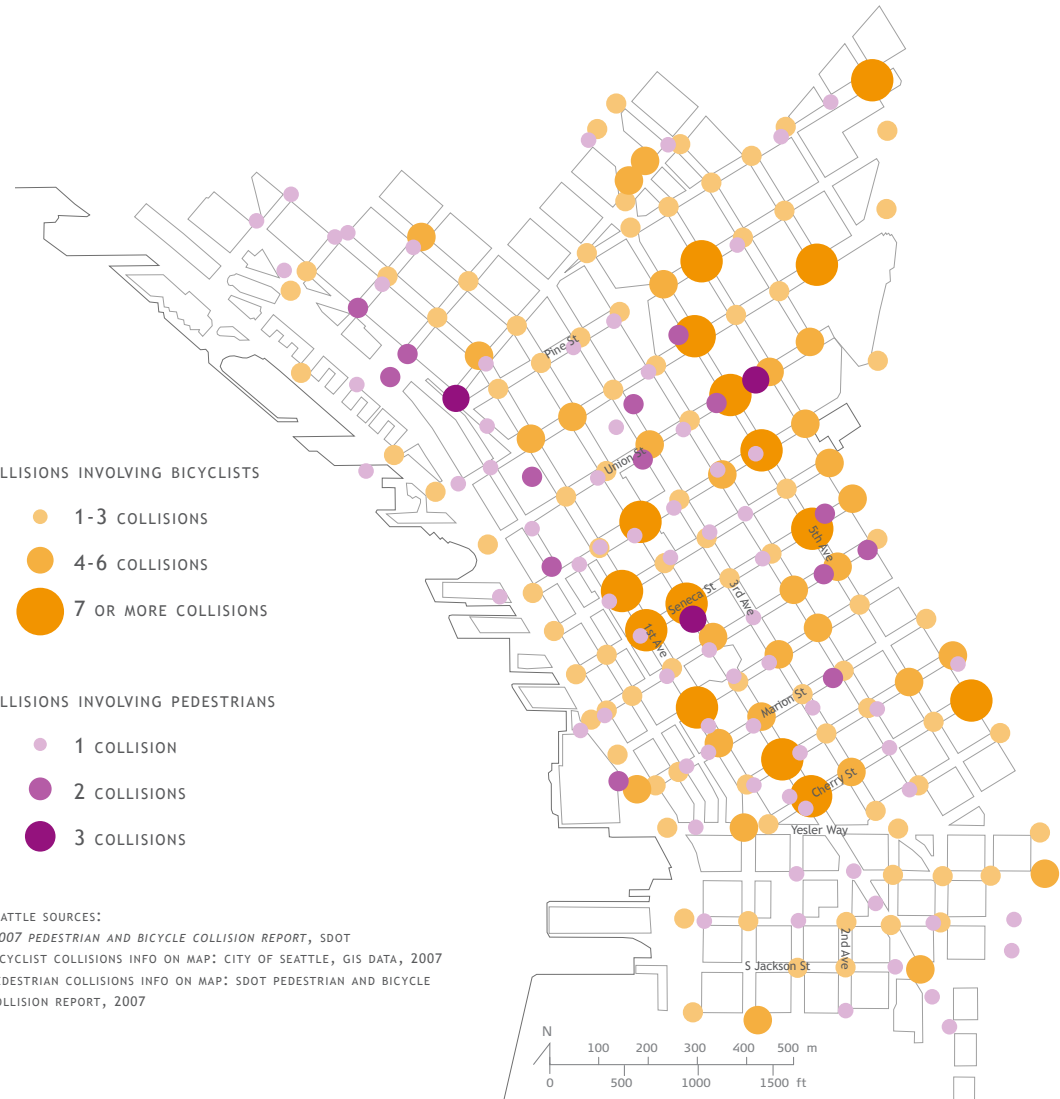 Pine St
Union St
5th Ave
Seneca St
3rd Ave
1st Ave
Marion St
Cherry St
Yesler Way
2nd Ave
S Jackson St
OLLISIONS INVOLVING BICYCLISTS
1-3 COLLISIONS
4-6 COLLISIONS
7 OR MORE COLLISIONS
OLLISIONS INVOLVING PEDESTRIANS
1 COLLISION
2 COLLISIONS
3 COLLISIONS
EATTLE SOURCES:
007 PEDESTRIAN AND BICYCLE COLLISION REPORT, SDOT
ICYCLIST COLLISIONS INFO ON MAP: CITY OF SEATTLE, GIS DATA, 2007
EDESTRIAN COLLISIONS INFO ON MAP: SDOT PEDESTRIAN AND BICYCLE
OLLISION REPORT, 2007
N
100 200 300 400 500 m
0 500 1000 1500 ft